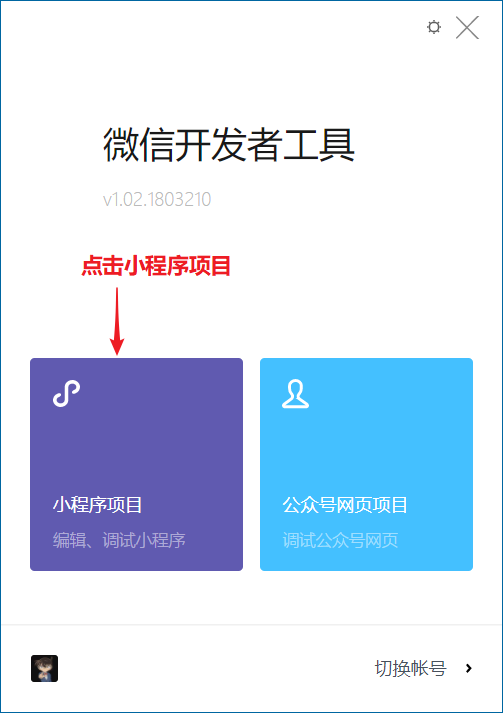 微信开发者工具
v1.02.1803210
点击小程序项目
小程序项目
编辑、调试小程序
公众号网页项目
调试公众号网页
切换帐号